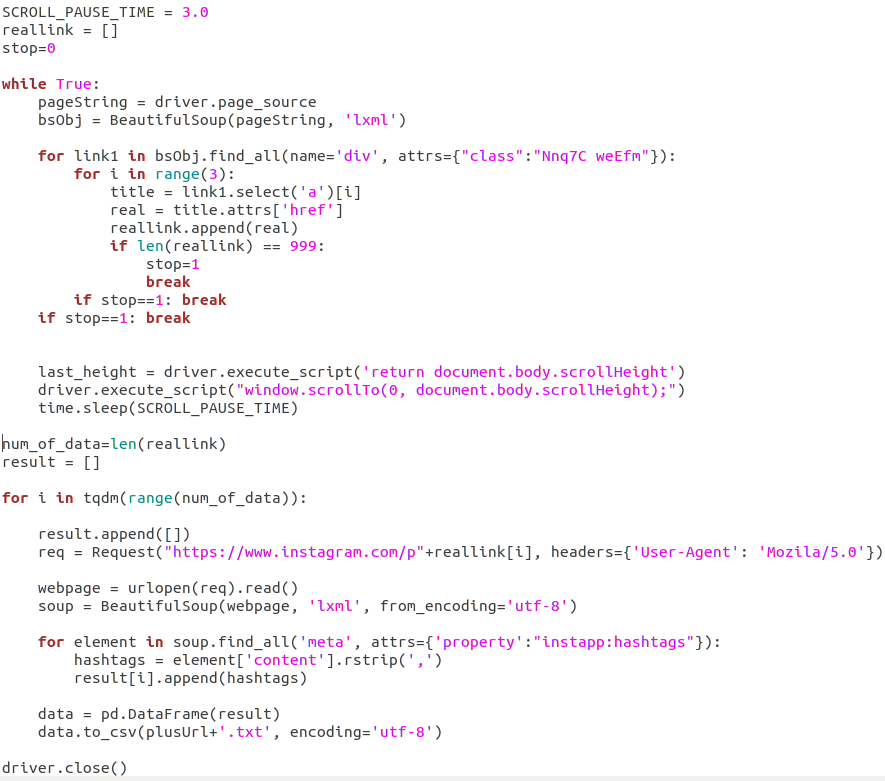 SCROLL_PAUSE_TIME = 3.0
reallink = []
stop=0
while True:
    pageString = driver.page_source
    bsObj = BeautifulSoup(pageString, 'lxml')
    for link1 in bsObj.find_all(name='div', attrs={"class":"Nnq7C weEfm"}):
        for i in range(3):
            title = link1.select('a')[i]
            real = title.attrs['href']
            reallink.append(real)
            if len(reallink) == 999:
                stop=1
                break
        if stop==1: break
    if stop==1: break
    last_height = driver.execute_script('return document.body.scrollHeight')
    driver.execute_script("window.scrollTo(0, document.body.scrollHeight);")
    time.sleep(SCROLL_PAUSE_TIME)
num_of_data=len(reallink)
result = []
for i in tqdm(range(num_of_data)):
    result.append([])
    req = Request("https://www.instagram.com/p"+reallink[i], headers={'User-Agent': 'Mozila/5.0'})
    webpage = urlopen(req).read()
    soup = BeautifulSoup(webpage, 'lxml', from_encoding='utf-8')
    for element in soup.find_all('meta', attrs={'property':"instapp:hashtags"}):
        hashtags = element['content'].rstrip(',')
        result[i].append(hashtags)
    data = pd.DataFrame(result)
    data.to_csv(plusUrl+'.txt', encoding='utf-8')
driver.close()